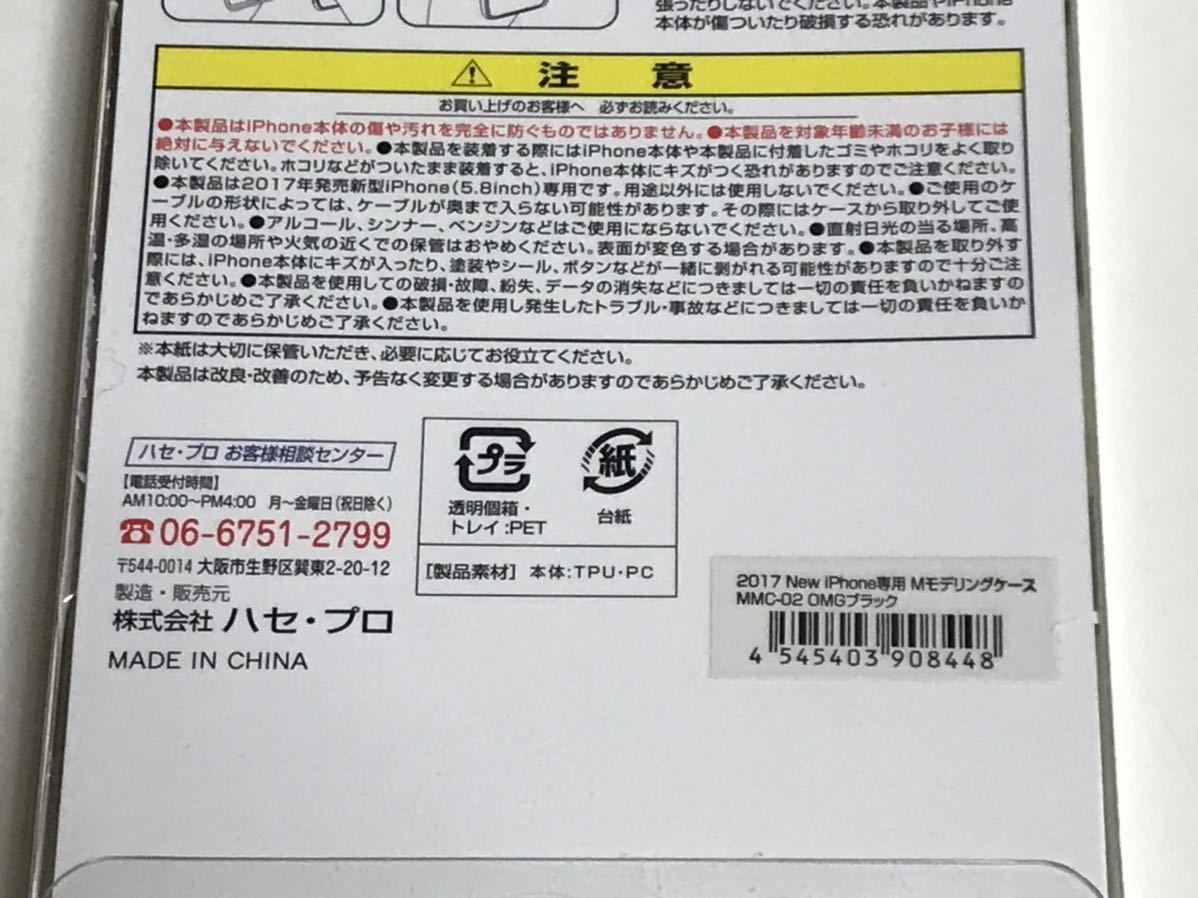 張ったりしないでください。本製品やiPhone
本体が傷ついたり破損する恐れがあります。
注 意
お買い上げのお客様へ 必ずお読みください。
●本製品はiPhone本体の傷や汚れを完全に防ぐものではありません。●本製品を対象年齢未満のお子様には
絶対に与えないでください。●本製品を装着する際にはiPhone本体や本製品に付着したゴミやホコリをよく取り
除いてください。ホコリなどがついたまま装着すると、iPhone本体にキズがつく恐れがありますのでご注意ください。
●本製品は2017年発売新型iPhone(5.8inch)専用です。用途以外には使用しないでください。●ご使用のケ
ーブルの形状によっては、ケーブルが奥まで入らない可能性があります。その際にはケースから取り外してご使
用ください。●アルコール、シンナー、ベンジンなどはご使用にならないでください。●直射日光の当る場所、高
温・多湿の場所や火気の近くでの保管はおやめください。表面が変色する場合があります。●本製品を取り外す
際には、iPhone本体にキズが入ったり、塗装やシール、ボタンなどが一緒に剥がれる可能性がありますので十分ご注
意ください。●本製品を使用しての破損・故障、紛失、データの消失などにつきましては一切の責任を負いかねますの
であらかじめご了承ください。●本製品を使用し発生したトラブル・事故などにつきましては一切の責任を負いか
ねますのであらかじめご了承ください。
※本紙は大切に保管いただき、必要に応じてお役立てください。
本製品は改良・改善のため、予告なく変更する場合がありますのであらかじめご了承ください。
ハセ・プロ お客様相談センター
【電話受付時間】
AM10:00〜PM4:00 月〜金曜日(祝日除く)
☎06-6751-2799
〒544-0014 大阪市生野区巽東2-20-12
製造・販売元
株式会社 ハセ・プロ
MADE IN CHINA
プラ
透明個箱・
トレイ:PET
紙
台紙
[製品素材] 本体:TPU・PC
2017 New iPhone専用 Mモデリングケース
MMC-02 OMGブラック
4 545403 908448